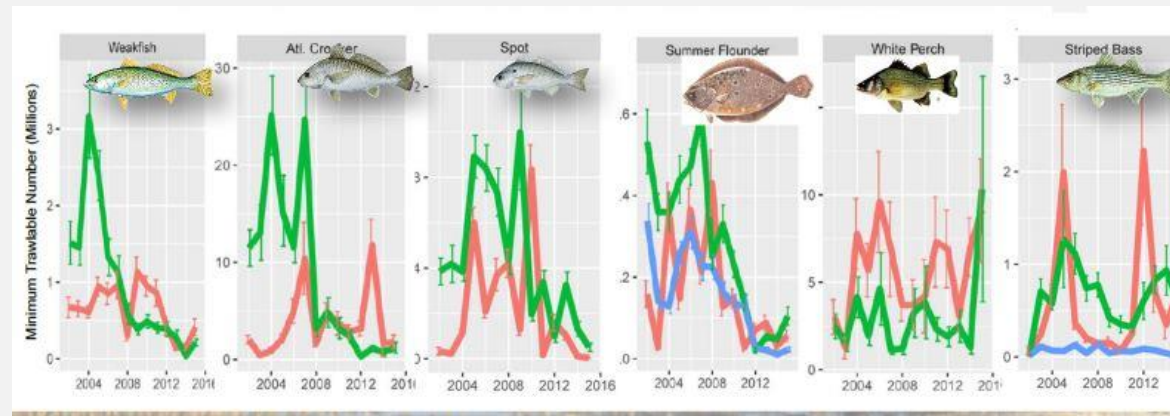 Weakfish
Atl. Croaker
Spot
Summer Flounder
White Perch
Striped Bass
Minimum Trawlable Number (Millions)
3
2
1
0
30
20
10
0
2
0
.6
.4
.2
.0
10
5
0
3
2
1
0
2004 2008 2012
2004 2008 2012
2004 2008 2012 2016
2004 2008 2012
2004 2008 2012
2004 2008 2012